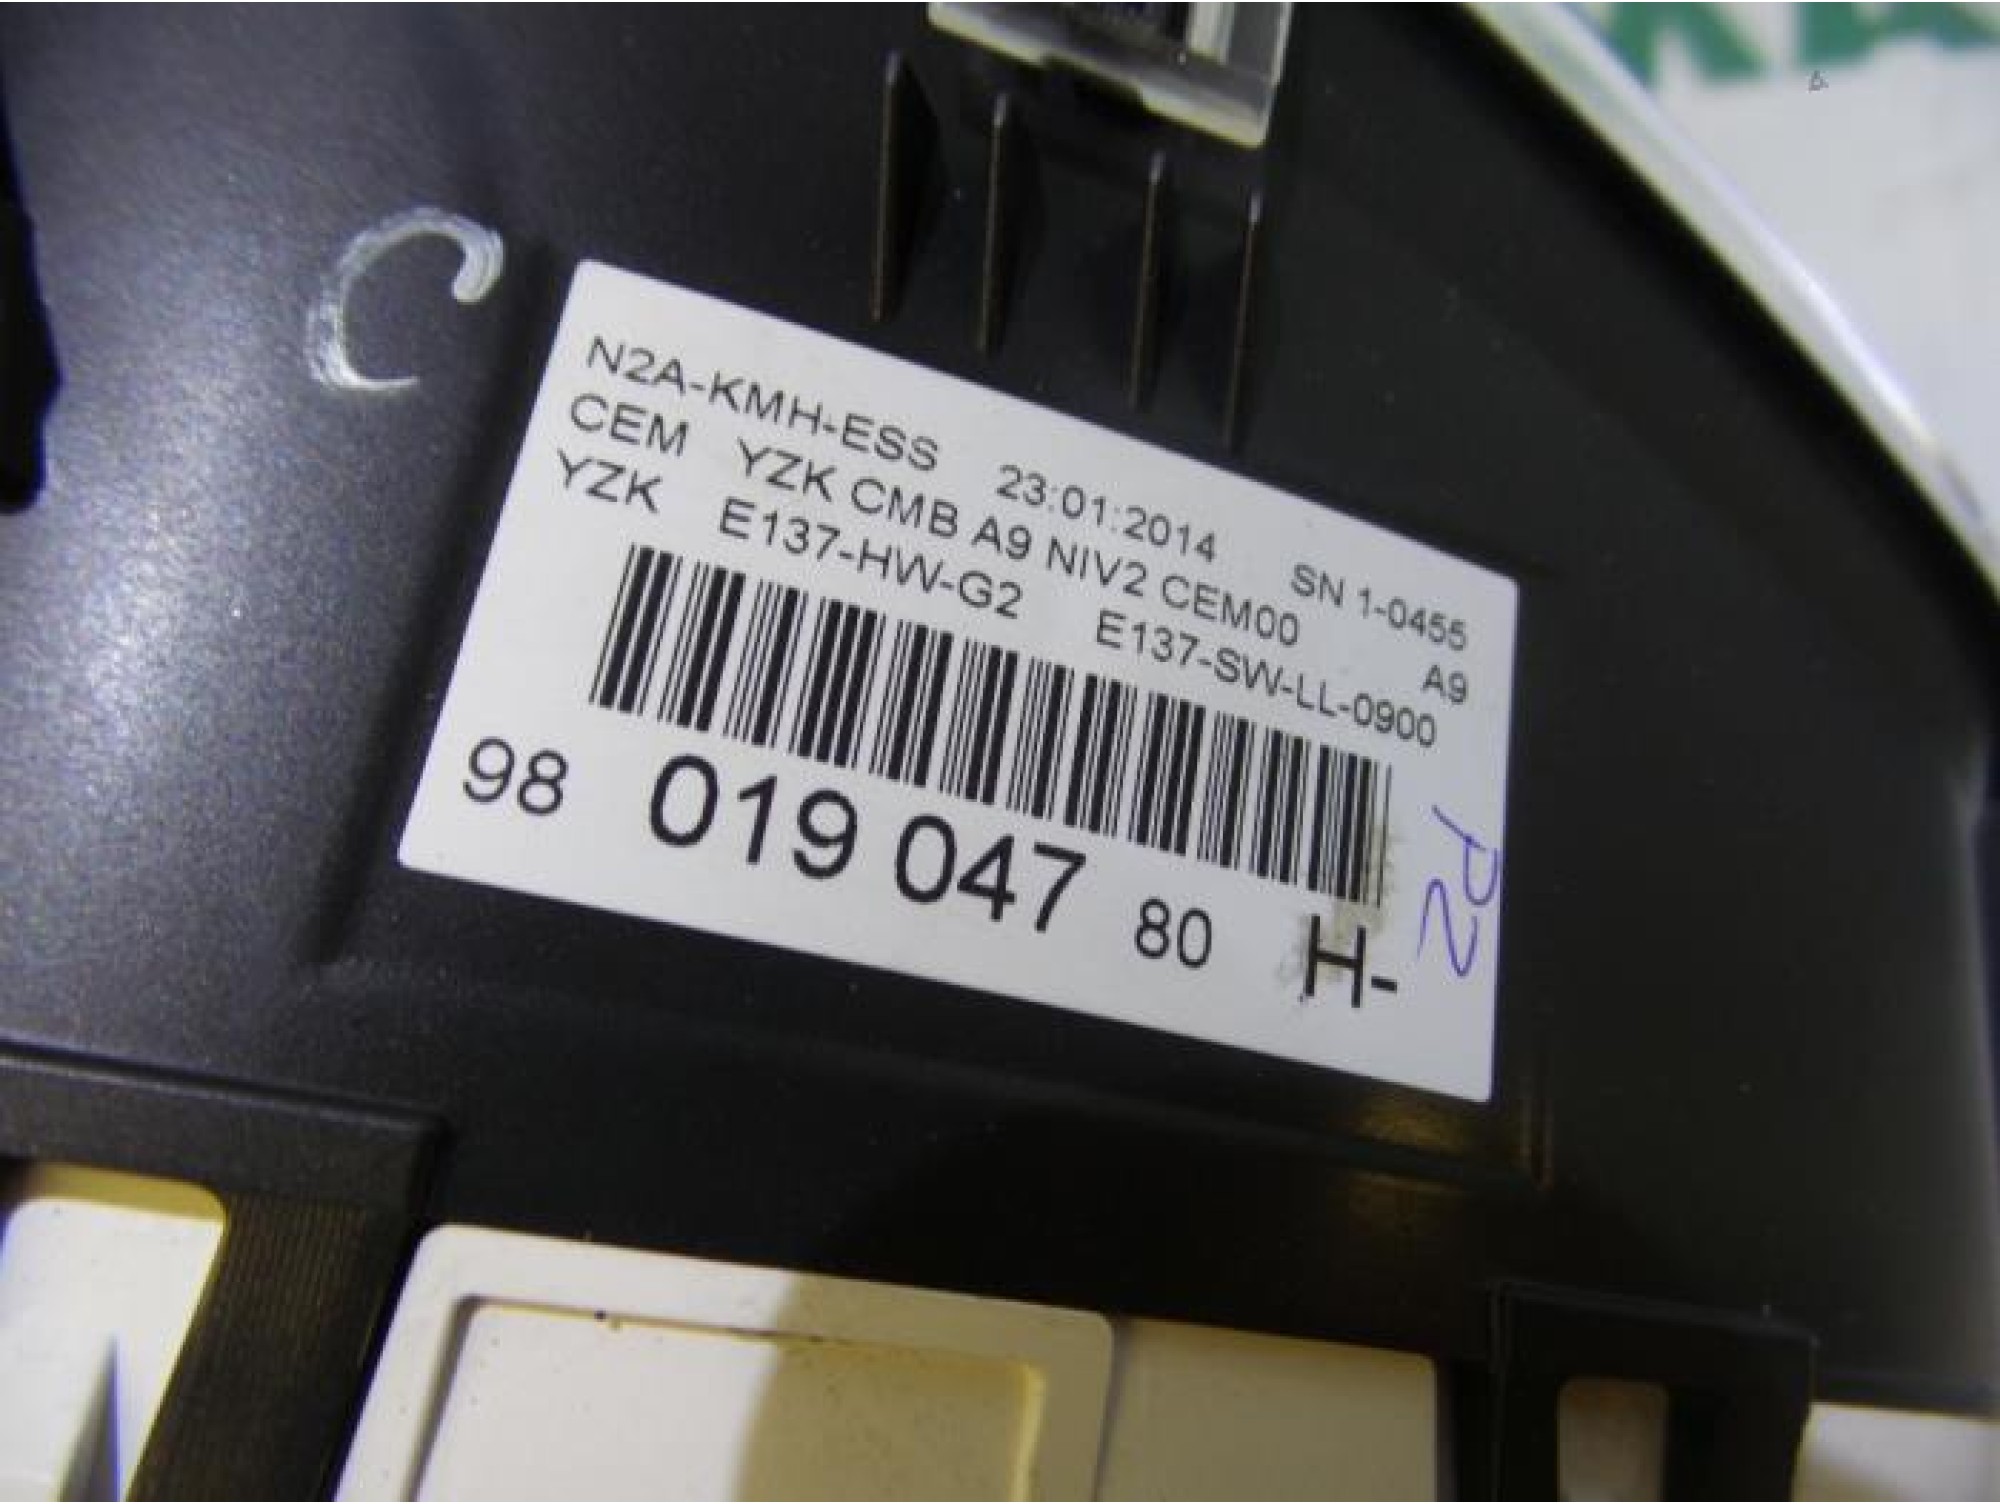 C
N2A-KMH-ESS 23:01:2014 SN 1-0455
CEM YZK CMB A9 NIV2 CEM00 A9
YZK E137-HW-G2 E137-SW-LL-0900
98 019 047 80 H-
P2